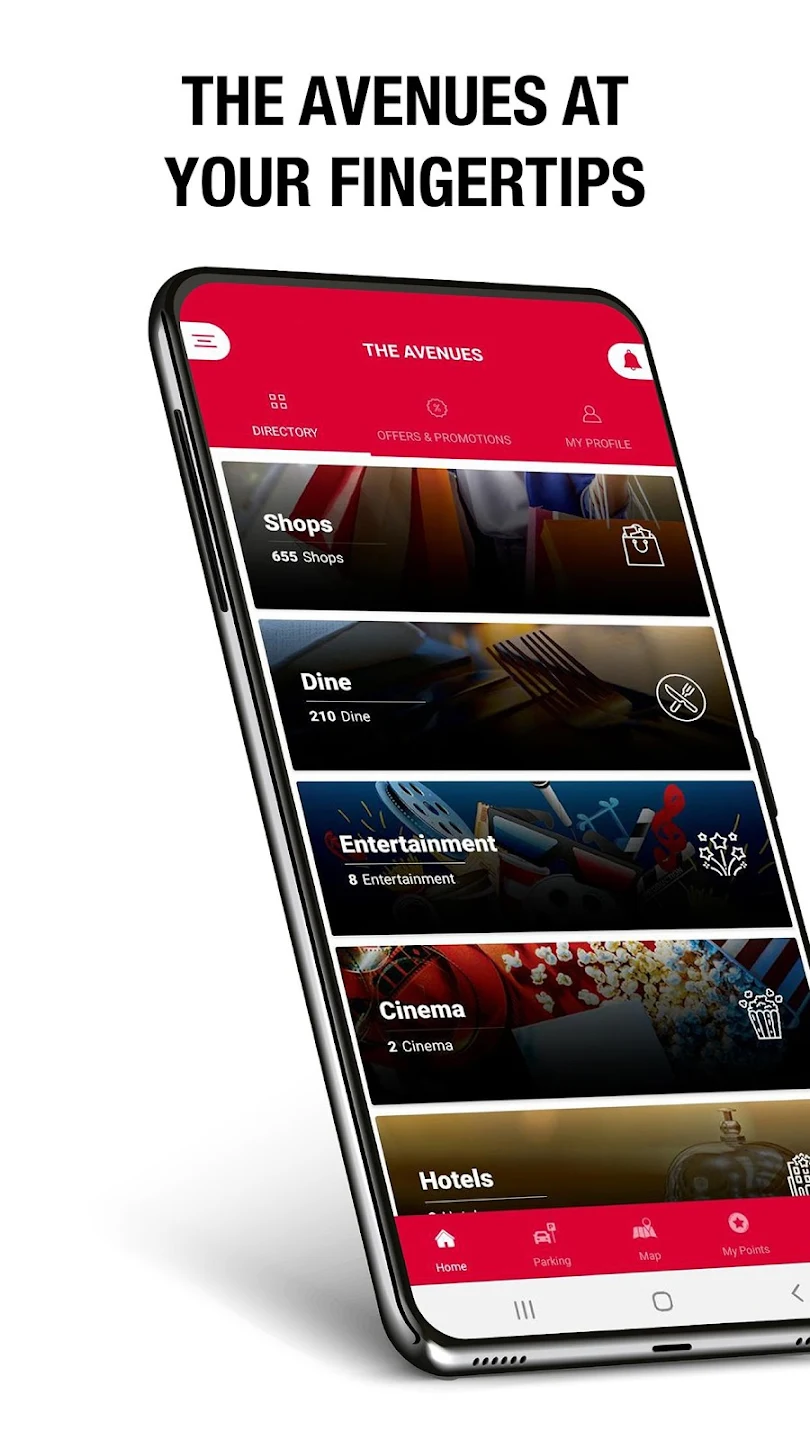 THE AVENUES AT
YOUR FINGERTIPS
THE AVENUES
DIRECTORY
OFFERS & PROMOTIONS
MY PROFILE
Shops
655 Shops
Dine
210 Dine
Entertainment
8 Entertainment
Cinema
2 Cinema
Hotels
Home
Parking
Map
My Points